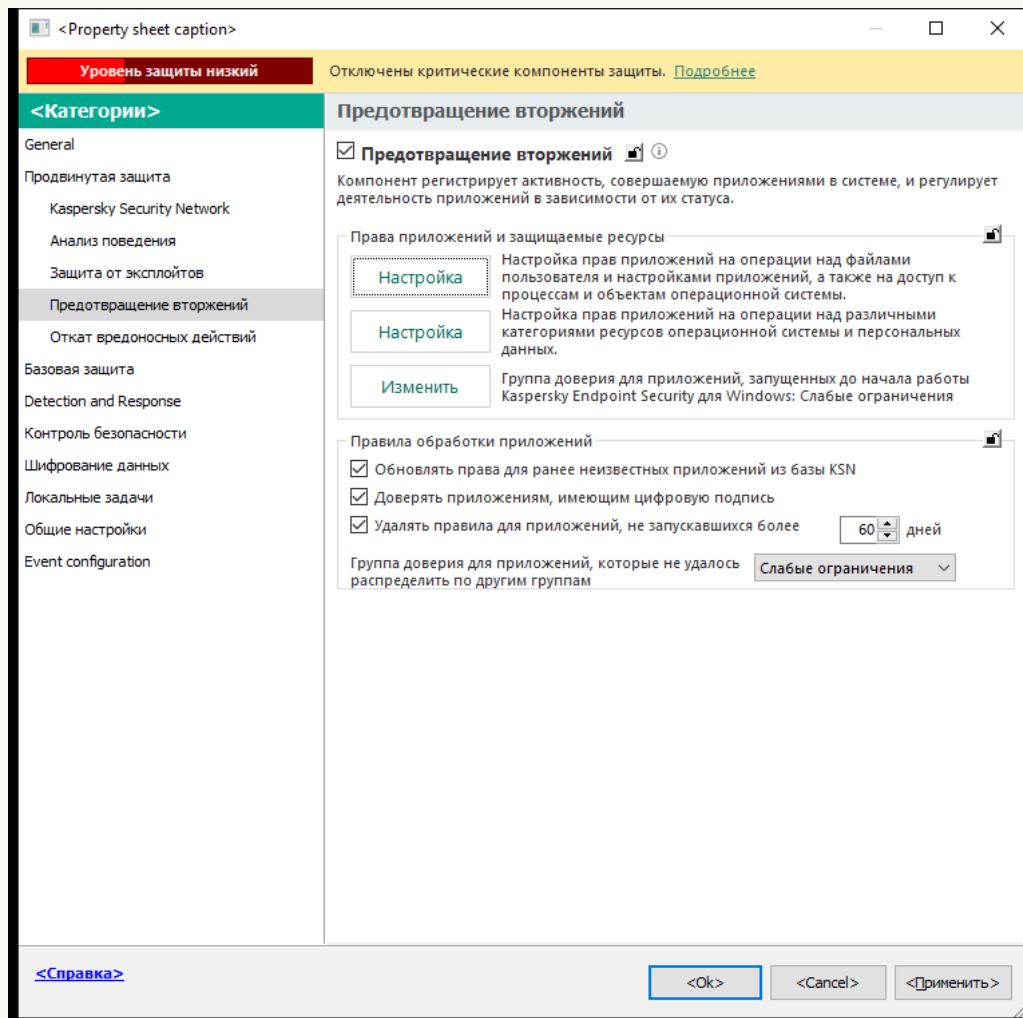 <Property sheet caption>
Уровень защиты низкий
Отключены критические компоненты защиты. Подробнее
<Категории>
General
Продвинутая защита
Kaspersky Security Network
Анализ поведения
Защита от эксплойтов
Предотвращение вторжений
Откат вредоносных действий
Базовая защита
Detection and Response
Контроль безопасности
Шифрование данных
Локальные задачи
Общие настройки
Event configuration
Предотвращение вторжений
Предотвращение вторжений
Компонент регистрирует активность, совершаемую приложениями в системе, и регулирует
деятельность приложений в зависимости от их статуса.
Права приложений и защищаемые ресурсы
Настройка
Настройка прав приложений на операции над файлами
пользователя и настройками приложений, а также на доступ к
процессам и объектам операционной системы.
Настройка
Настройка прав приложений на операции над различными
категориями ресурсов операционной системы и персональных
данных.
Изменить
Группа доверия для приложений, запущенных до начала работы
Kaspersky Endpoint Security для Windows: Слабые ограничения
Правила обработки приложений
Обновлять права для ранее неизвестных приложений из базы KSN
Доверять приложениям, имеющим цифровую подпись
Удалять правила для приложений, не запускавшихся более 60 дней
Группа доверия для приложений, которые не удалось
распределить по другим группам
Слабые ограничения
<Справка>
<Ok>
<Cancel>
<Применить>